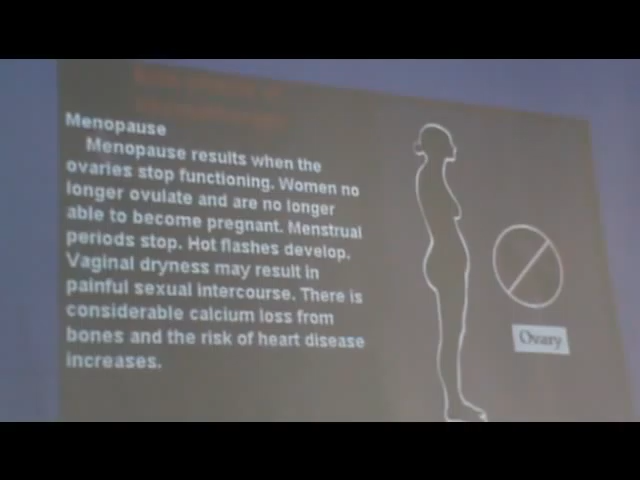 Menopause
Menopause results when the
ovaries stop functioning. Women no
longer ovulate and are no longer
able to become pregnant. Menstrual
periods stop. Hot flashes develop.
Vaginal dryness may result in
painful sexual intercourse. There is
considerable calcium loss from
bones and the risk of heart disease
increases.
Ovary